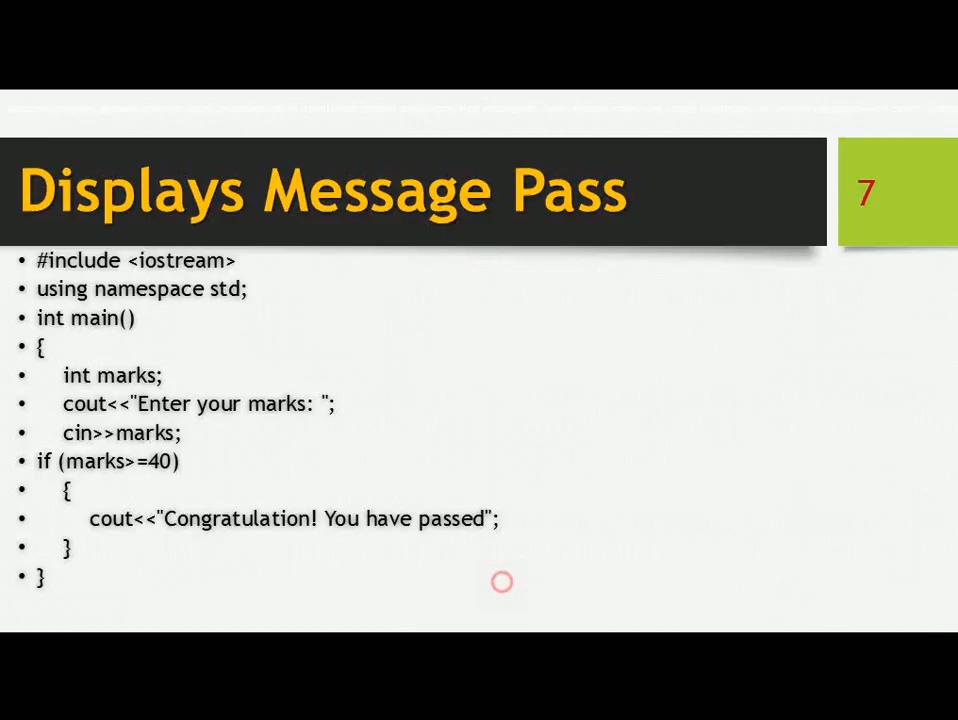 Displays Message Pass
7
• #include <iostream>
• using namespace std;
• int main()
• {
•    int marks;
•    cout<<"Enter your marks: ";
•    cin>>marks;
• if (marks>=40)
•    {
•       cout<<"Congratulation! You have passed";
•    }
• }